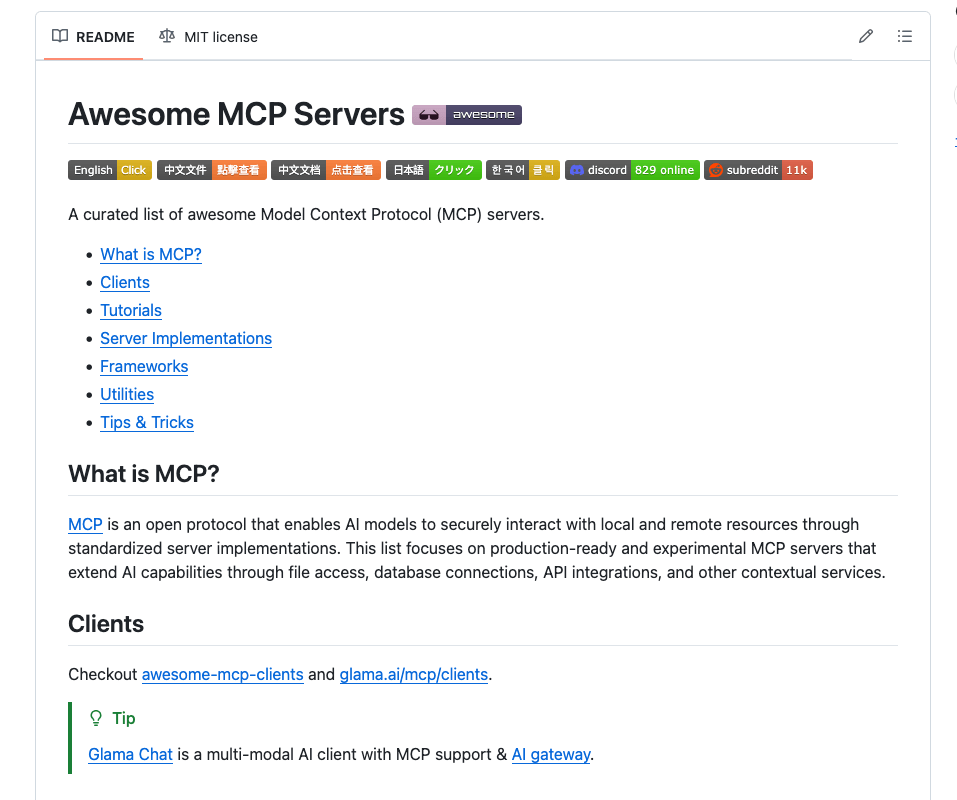 README MIT license
Awesome MCP Servers awesome
English Click 中文文件 點擊查看 中文文档 点击查看 日本語 クリック 한국어 클릭 discord 829 online subreddit 11k
A curated list of awesome Model Context Protocol (MCP) servers.
• What is MCP?
• Clients
• Tutorials
• Server Implementations
• Frameworks
• Utilities
• Tips & Tricks
What is MCP?
MCP is an open protocol that enables AI models to securely interact with local and remote resources through
standardized server implementations. This list focuses on production-ready and experimental MCP servers that
extend AI capabilities through file access, database connections, API integrations, and other contextual services.
Clients
Checkout awesome-mcp-clients and glama.ai/mcp/clients.
Tip
Glama Chat is a multi-modal AI client with MCP support & AI gateway.